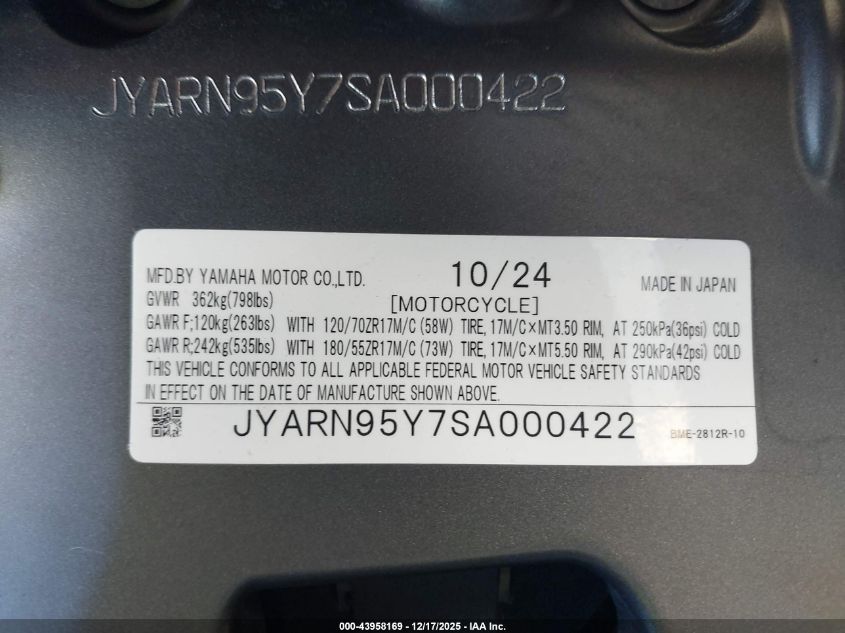 JYARN95Y7SA000422
MFD.BY YAMAHA MOTOR CO.,LTD. 10/24 MADE IN JAPAN
GVWR 362kg(798lbs) [MOTORCYCLE]
GAWR F;120kg(263lbs) WITH 120/70ZR17M/C (58W) TIRE, 17M/C×MT3.50 RIM, AT 250kPa(36psi) COLD
GAWR R;242kg(535lbs) WITH 180/55ZR17M/C (73W) TIRE, 17M/C×MT5.50 RIM, AT 290kPa(42psi) COLD
THIS VEHICLE CONFORMS TO ALL APPLICABLE FEDERAL MOTOR VEHICLE SAFETY STANDARDS
IN EFFECT ON THE DATE OF MANUFACTURE SHOWN ABOVE.
JYARN95Y7SA000422 BME-2812R-10
000-43958169 - 12/17/2025 - IAA Inc.